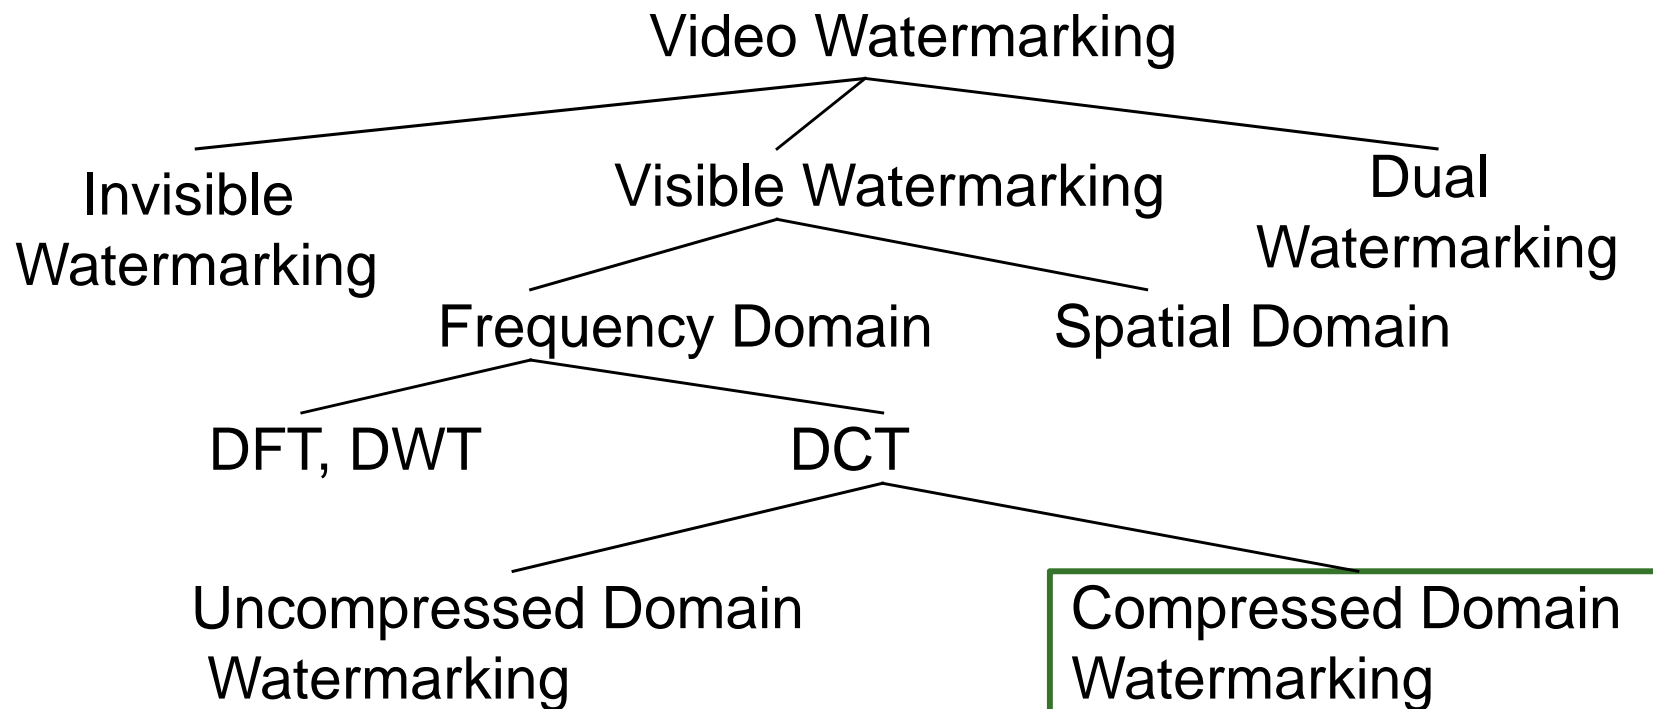 Video Watermarking
Invisible
Watermarking
Visible Watermarking
Dual
Watermarking
Frequency Domain
Spatial Domain
DFT, DWT
DCT
Uncompressed Domain
Watermarking
Compressed Domain
Watermarking